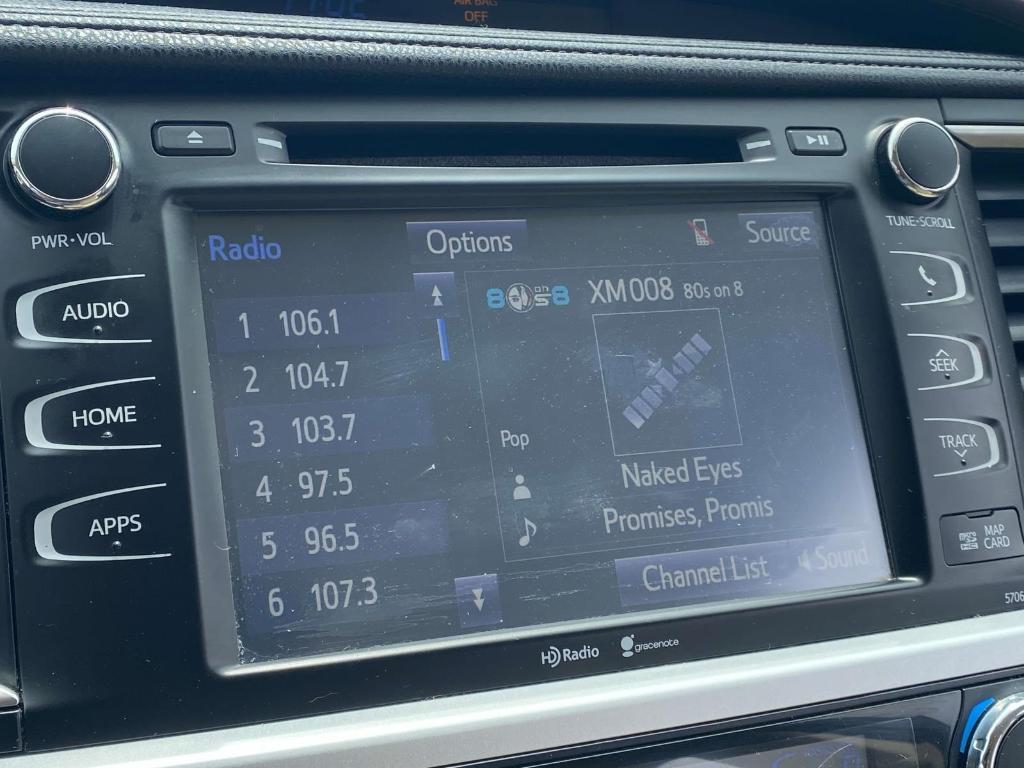 AIR BAG
OFF
PWR•VOL
TUNE•SCROLL
AUDIO
HOME
APPS
SEEK
TRACK
MAP
CARD
5706
Radio
Options
Source
1 106.1
2 104.7
3 103.7
4 97.5
5 96.5
6 107.3
XM008 80s on 8
Pop
Naked Eyes
Promises, Promis
Channel List
Sound
HD Radio
gracenote